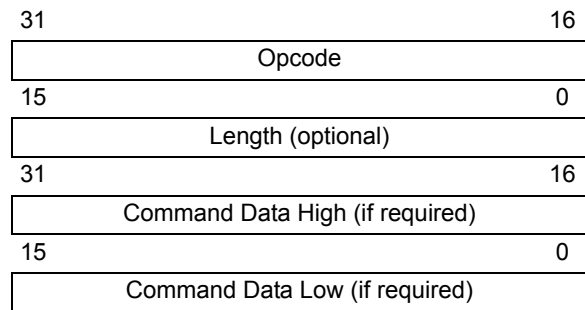 31 16
Opcode
15 0
Length (optional)
31 16
Command Data High (if required)
15 0
Command Data Low (if required)